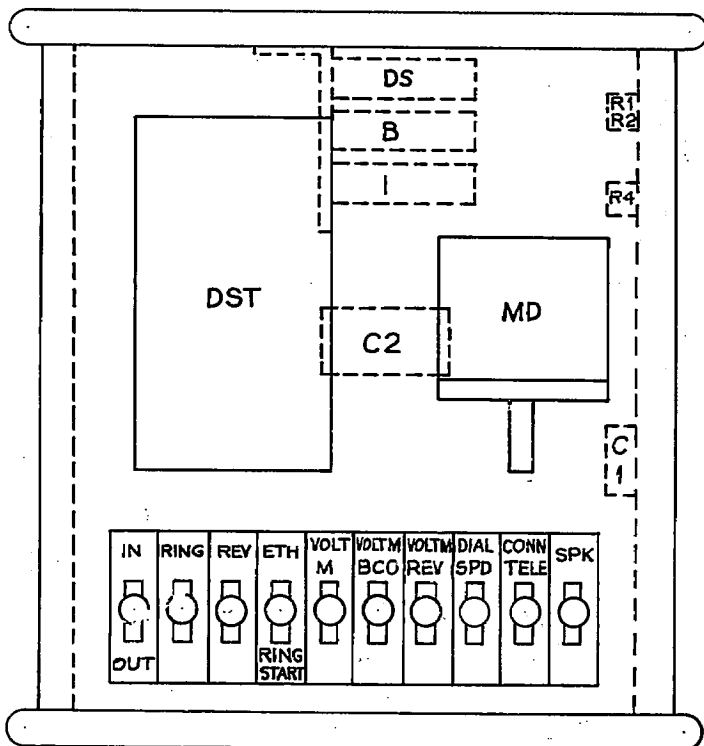 DS
R1
R2
B
I
R4
DST
MD
C2
C
1
IN
OUT
RING
REV
ETH
RING
START
VOLT
M
VOLTM
BCO
VOLTM
REV
DIAL
SPD
CONN
TELE
SPK